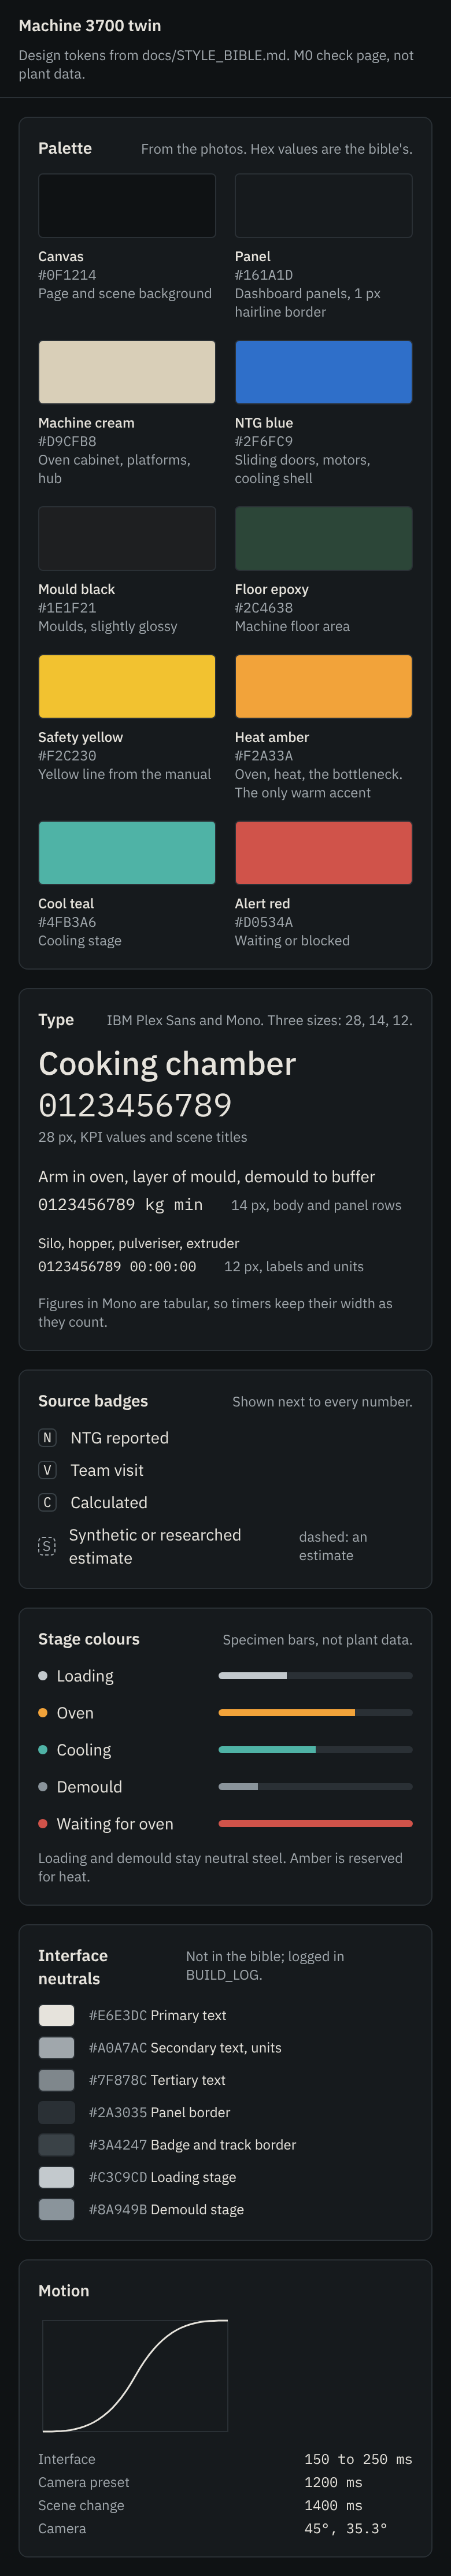 Machine 3700 twin
Design tokens from docs/STYLE_BIBLE.md. M0 check page, not
plant data.
Palette
From the photos. Hex values are the bible's.
Canvas
#0F1214
Page and scene background
Panel
#161A1D
Dashboard panels, 1 px
hairline border
Machine cream
#D9CFB8
Oven cabinet, platforms,
hub
NTG blue
#2F6FC9
Sliding doors, motors,
cooling shell
Mould black
#1E1F21
Moulds, slightly glossy
Floor epoxy
#2C4638
Machine floor area
Safety yellow
#F2C230
Yellow line from the manual
Heat amber
#F2A33A
Oven, heat, the bottleneck.
The only warm accent
Cool teal
#4FB3A6
Cooling stage
Alert red
#D0534A
Waiting or blocked
Type
IBM Plex Sans and Mono. Three sizes: 28, 14, 12.
Cooking chamber
0123456789
28 px, KPI values and scene titles
Arm in oven, layer of mould, demould to buffer
0123456789 kg min
14 px, body and panel rows
Silo, hopper, pulveriser, extruder
0123456789 00:00:00
12 px, labels and units
Figures in Mono are tabular, so timers keep their width as
they count.
Source badges
Shown next to every number.
N NTG reported
V Team visit
C Calculated
S Synthetic or researched
estimate
dashed: an
estimate
Stage colours
Specimen bars, not plant data.
Loading
Oven
Cooling
Demould
Waiting for oven
Loading and demould stay neutral steel. Amber is reserved
for heat.
Interface
neutrals
Not in the bible; logged in
BUILD_LOG.
#E6E3DC Primary text
#A0A7AC Secondary text, units
#7F878C Tertiary text
#2A3035 Panel border
#3A4247 Badge and track border
#C3C9CD Loading stage
#8A949B Demould stage
Motion
Interface 150 to 250 ms
Camera preset 1200 ms
Scene change 1400 ms
Camera 45°, 35.3°